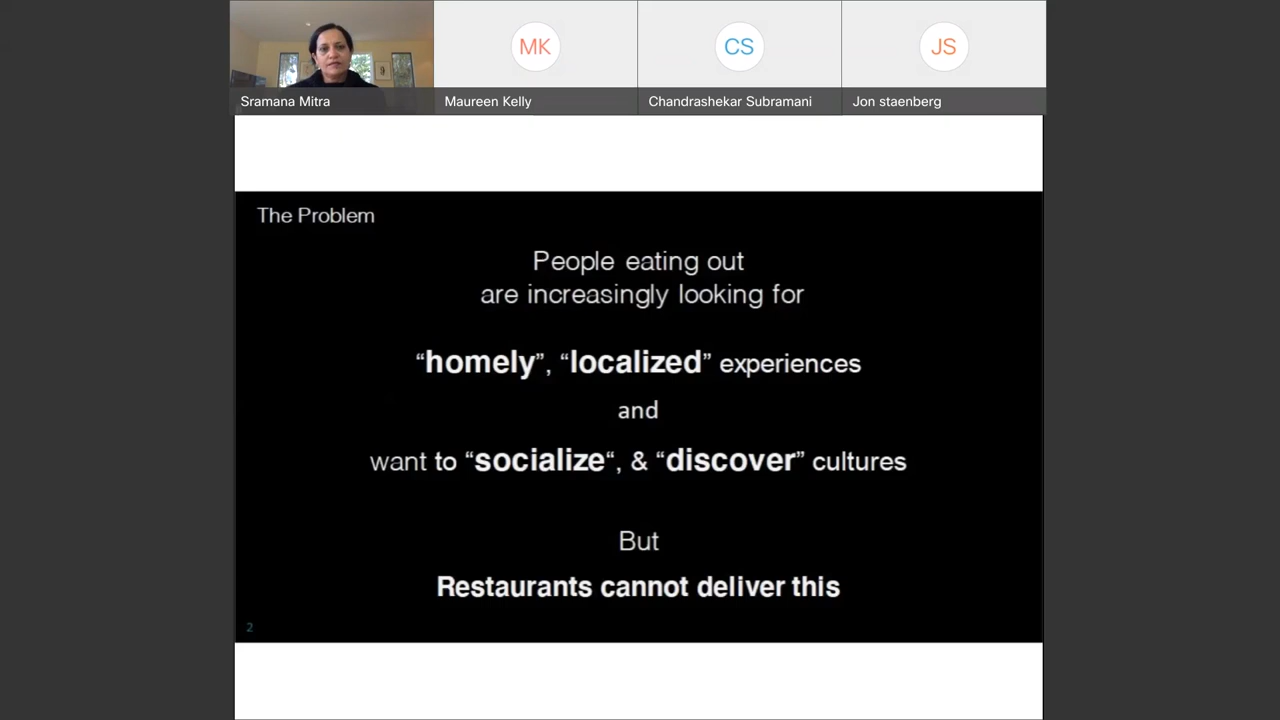 MK
CS
JS
Sramana Mitra
Maureen Kelly
Chandrashekar Subramani
Jon staenberg
The Problem
People eating out
are increasingly looking for
“homely”, “localized” experiences
and
want to “socialize“, & “discover” cultures
But
Restaurants cannot deliver this
2